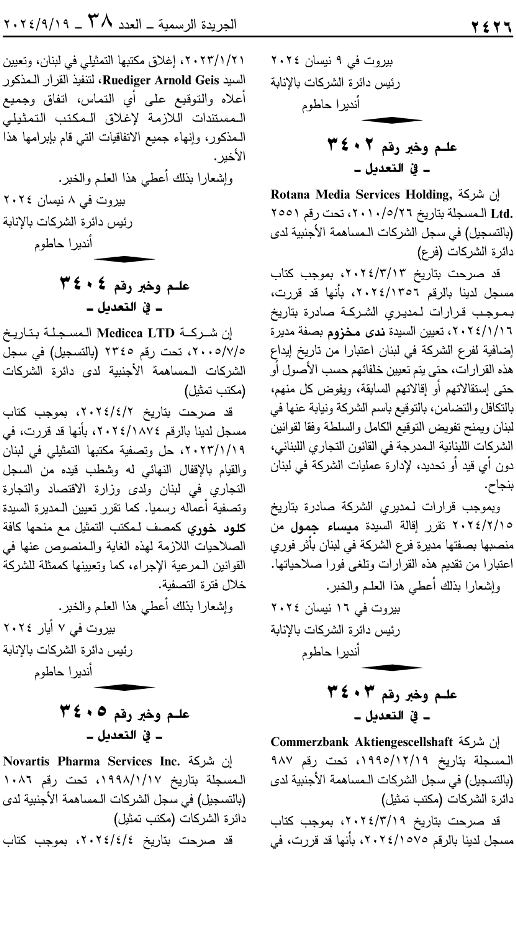 ٢٤٢٦
الجريدة الرسمية ــ العدد ٣٨ ــ ٢٠٢٤/٩/١٩
بيروت في ٩ نيسان ٢٠٢٤
رئيس دائرة الشركات بالإنابة
أنديرا حاطوم
علم وخبر رقم ٣٤٠٢
ـ في التعديل ـ
إن شركة Rotana Media Services Holding,
Ltd. المسجلة بتاريخ ٢٠١٠/٥/٢٦، تحت رقم ٢٥٥١
(بالتسجيل) في سجل الشركات المساهمة الأجنبية لدى
دائرة الشركات (فرع)
قد صرحت بتاريخ ٢٠٢٤/٣/١٣، بموجب كتاب
مسجل لدينا بالرقم ٢٠٢٤/١٣٥٦، بأنها قد قررت،
بموجب قرارات لمديري الشركة صادرة بتاريخ
٢٠٢٤/١/١٦، تعيين السيدة ندى مخزوم بصفة مديرة
إضافية لفرع الشركة في لبنان اعتبارا من تاريخ إيداع
هذه القرارات، حتى يتم تعيين خلفائهم حسب الأصول أو
حتى إستقالاتهم أو إقالاتهم السابقة، ويفوض كل منهم،
بالتكافل والتضامن، بالتوقيع باسم الشركة ونيابة عنها في
لبنان ويمنح تفويض التوقيع الكامل والسلطة وفقا لقوانين
الشركات اللبنانية المدرجة في القانون التجاري اللبناني،
دون أي قيد أو تحديد، لإدارة عمليات الشركة في لبنان
بنجاح.
وبموجب قرارات لمديري الشركة صادرة بتاريخ
٢٠٢٤/٢/١٥ تقرر إقالة السيدة ميساء جمول من
منصبها بصفتها مديرة فرع الشركة في لبنان بأثر فوري
اعتبارا من تقديم هذه القرارات وتلغى فورا صلاحياتها.
وإشعارا بذلك أعطي هذا العلم والخبر.
بيروت في ١٦ نيسان ٢٠٢٤
رئيس دائرة الشركات بالإنابة
أنديرا حاطوم
علم وخبر رقم ٣٤٠٣
ـ في التعديل ـ
إن شركة Commerzbank Aktiengescellshaft
المسجلة بتاريخ ١٩٩٥/١٢/١٩، تحت رقم ٩٨٧
(بالتسجيل) في سجل الشركات المساهمة الأجنبية لدى
دائرة الشركات (مكتب تمثيل)
قد صرحت بتاريخ ٢٠٢٤/٣/١٩، بموجب كتاب
مسجل لدينا بالرقم ٢٠٢٤/١٥٧٥، بأنها قد قررت، في
٢٠٢٣/١/٢١، إغلاق مكتبها التمثيلي في لبنان، وتعيين
السيد Ruediger Arnold Geis، لتنفيذ القرار المذكور
أعلاه والتوقيع على أي التماس، اتفاق وجميع
المستندات اللازمة لإغلاق المكتب التمثيلي
المذكور، وإنهاء جميع الاتفاقيات التي قام بإبرامها هذا
الأخير.
وإشعارا بذلك أعطي هذا العلم والخبر.
بيروت في ٨ نيسان ٢٠٢٤
رئيس دائرة الشركات بالإنابة
أنديرا حاطوم
علم وخبر رقم ٣٤٠٤
ـ في التعديل ـ
إن شركة Medicea LTD المسجلة بتاريخ
٢٠٠٥/٧/٥، تحت رقم ٢٣٤٥ (بالتسجيل) في سجل
الشركات المساهمة الأجنبية لدى دائرة الشركات
(مكتب تمثيل)
قد صرحت بتاريخ ٢٠٢٤/٤/٢، بموجب كتاب
مسجل لدينا بالرقم ٢٠٢٤/١٨٧٤، بأنها قد قررت، في
٢٠٢٣/١/١٩، حل وتصفية مكتبها التمثيلي في لبنان
والقيام بالإقفال النهائي له وشطب قيده من السجل
التجاري في لبنان ولدى وزارة الاقتصاد والتجارة
وتصفية أعماله رسميا. كما تقرر تعيين المديرة السيدة
كلود خوري كمصف لمكتب التمثيل مع منحها كافة
الصلاحيات اللازمة لهذه الغاية والمنصوص عنها في
القوانين المرعية الإجراء، كما وتعيينها كممثلة للشركة
خلال فترة التصفية.
وإشعارا بذلك أعطي هذا العلم والخبر.
بيروت في ٧ أيار ٢٠٢٤
رئيس دائرة الشركات بالإنابة
أنديرا حاطوم
علم وخبر رقم ٣٤٠٥
ـ في التعديل ـ
إن شركة Novartis Pharma Services Inc.
المسجلة بتاريخ ١٩٩٨/١/١٧، تحت رقم ١٠٨٦
(بالتسجيل) في سجل الشركات المساهمة الأجنبية لدى
دائرة الشركات (مكتب تمثيل)
قد صرحت بتاريخ ٢٠٢٤/٤/٤، بموجب كتاب